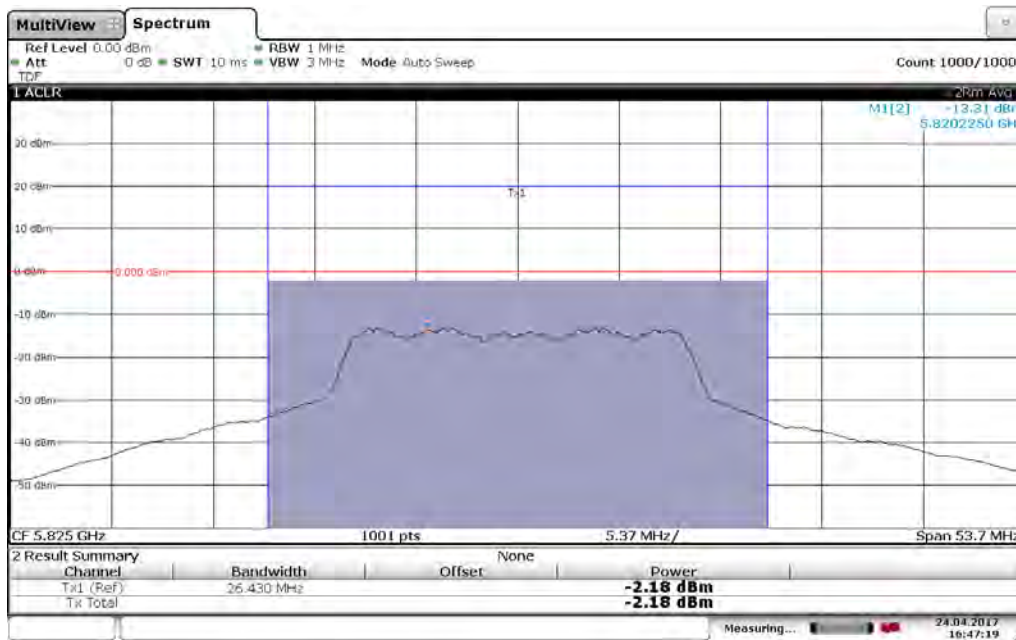 MultiView Spectrum
Ref Level 0.00 dBm RBW 1 MHz
Att 0 dB SWT 10 ms VBW 3 MHz Mode Auto Sweep Count 1000/1000
TDF
1 ACLR 2Rm Avg
M1[2] -13.31 dBm
5.8202250 GH
30 dBm
20 dBm
Tx1
10 dBm
0 dBm 0.000 dBm
-10 dBm
-20 dBm
-30 dBm
-40 dBm
-50 dBm
CF 5.825 GHz 1001 pts 5.37 MHz/ Span 53.7 MHz
2 Result Summary None
Channel Bandwidth Offset Power
Tx1 (Ref) 26.430 MHz -2.18 dBm
Tx Total -2.18 dBm
Measuring... 24.04.2017
16:47:19